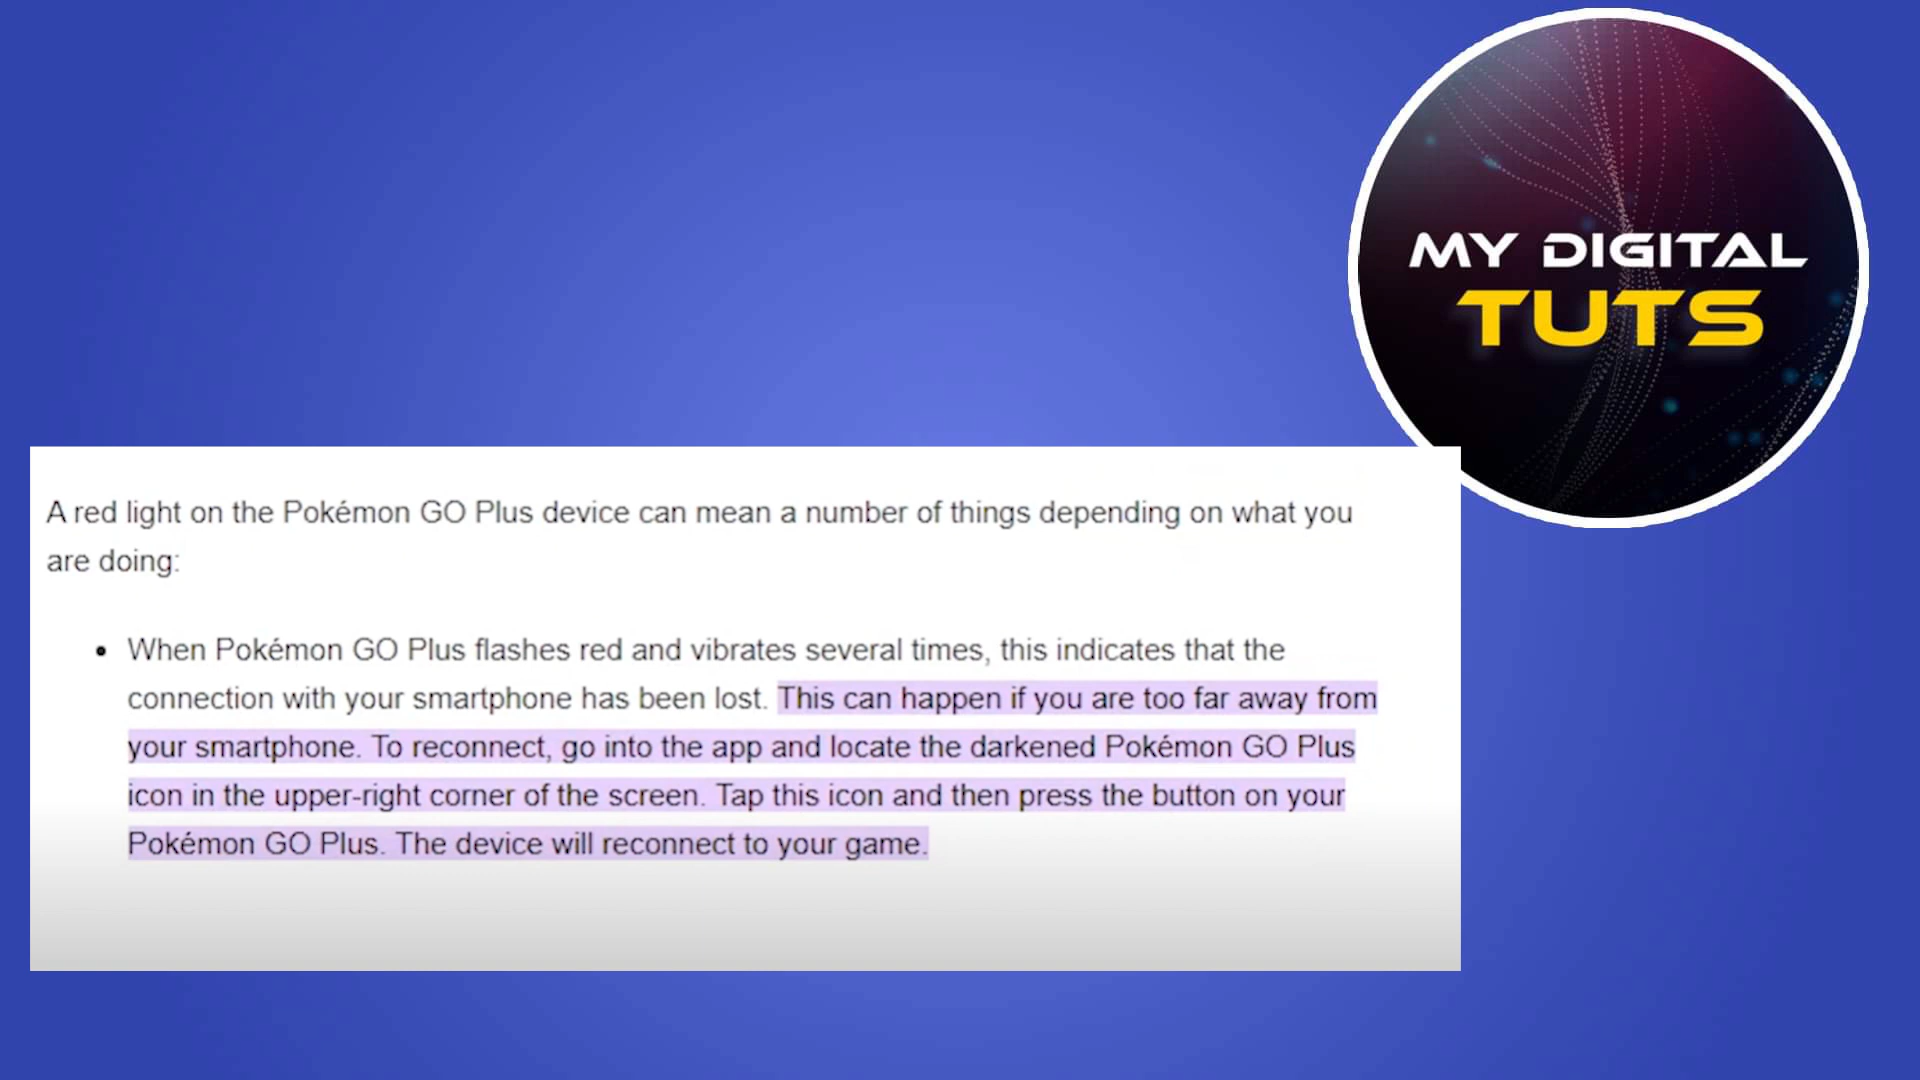 MY DIGITAL
TUTS
A red light on the Pokémon GO Plus device can mean a number of things depending on what you
are doing:
• When Pokémon GO Plus flashes red and vibrates several times, this indicates that the
connection with your smartphone has been lost. This can happen if you are too far away from
your smartphone. To reconnect, go into the app and locate the darkened Pokémon GO Plus
icon in the upper-right corner of the screen. Tap this icon and then press the button on your
Pokémon GO Plus. The device will reconnect to your game.